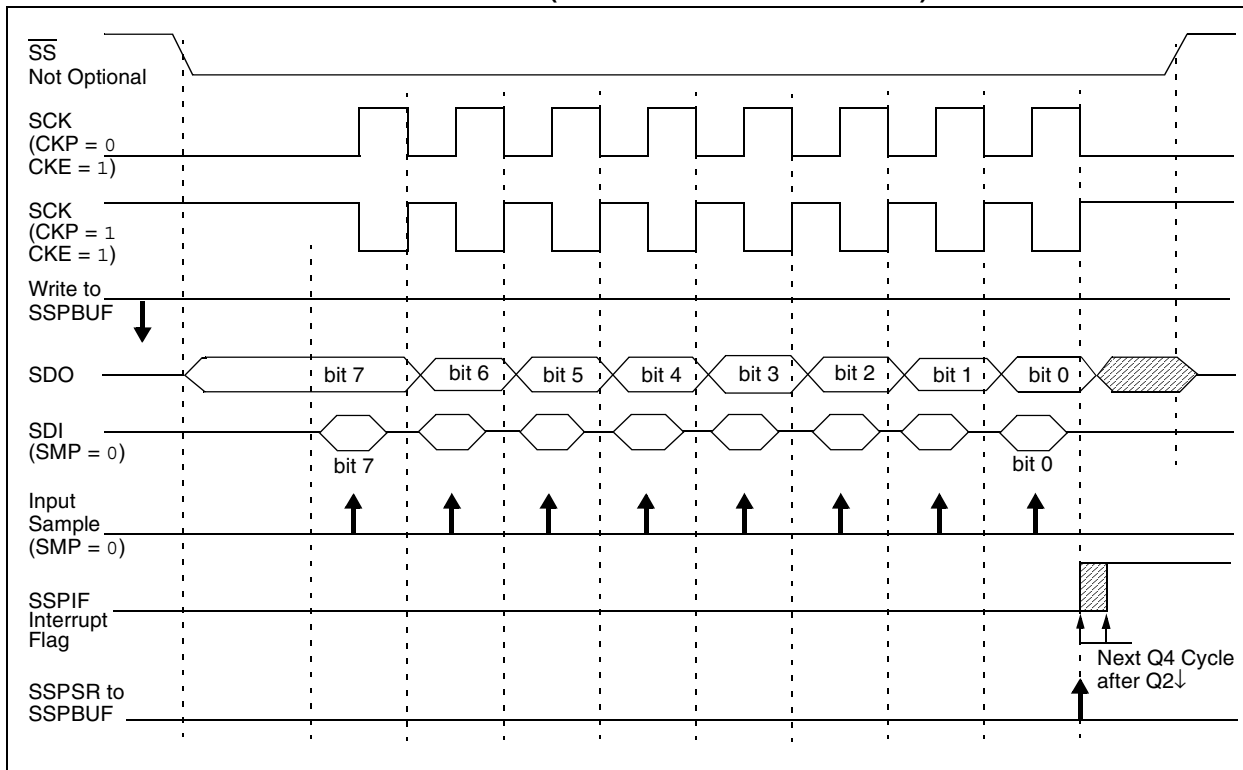 SS
Not Optional
SCK
(CKP = 0
CKE = 1)
SCK
(CKP = 1
CKE = 1)
Write to
SSPBUF
SDO
bit 7 bit 6 bit 5 bit 4 bit 3 bit 2 bit 1 bit 0
SDI
(SMP = 0)
bit 7 bit 0
Input
Sample
(SMP = 0)
SSPIF
Interrupt
Flag
Next Q4 Cycle
after Q2↓
SSPSR to
SSPBUF